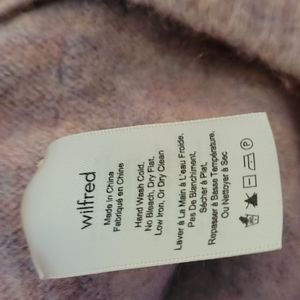 wilfred
Made in China
Fabriqué en Chine
Hand Wash Cold,
No Bleach, Dry Flat,
Low Iron, Or Dry Clean
Laver à La Main à L'eau Froide,
Pas De Blanchiment,
Sécher à Plat,
Repasser à Basse Température,
Ou Nettoyer à Sec